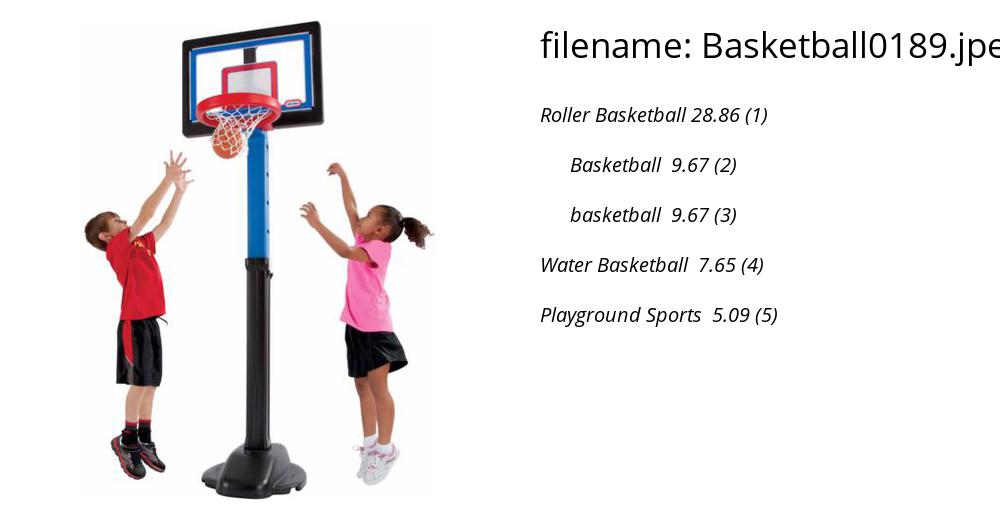 filename: Basketball0189.jpe
Roller Basketball 28.86 (1)
Basketball 9.67 (2)
basketball 9.67 (3)
Water Basketball 7.65 (4)
Playground Sports 5.09 (5)